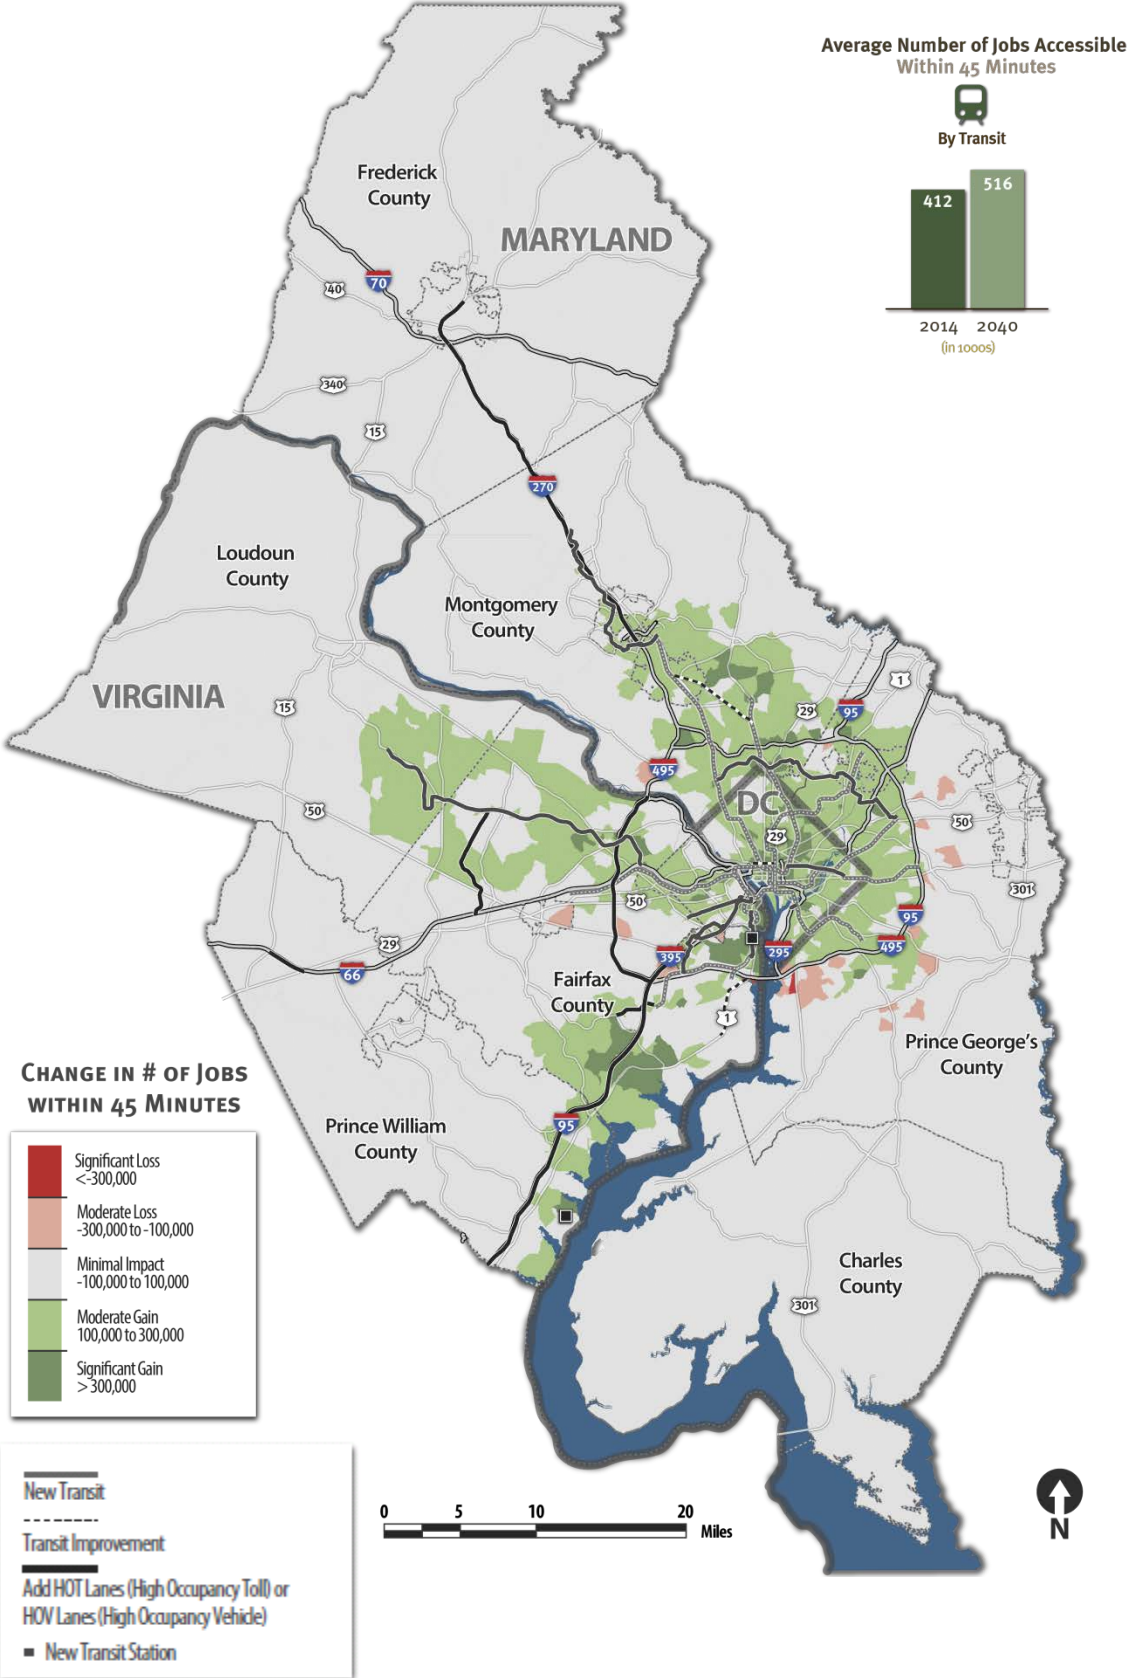 Average Number of Jobs Accessible
Within 45 Minutes
By Transit
412
516
2014
2040
(in 1000s)
Frederick
County
MARYLAND
70
40
340
15
270
Loudoun
County
Montgomery
County
VIRGINIA
15
1
29
95
495
50
DC
29
50
301
50
29
66
395
295
95
495
Fairfax
County
1
Prince George's
County
CHANGE IN # OF JOBS
WITHIN 45 MINUTES
Significant Loss
<-300,000
Moderate Loss
-300,000 to -100,000
Minimal Impact
-100,000 to 100,000
Moderate Gain
100,000 to 300,000
Significant Gain
> 300,000
Prince William
County
95
Charles
County
301
New Transit
Transit Improvement
Add HOT Lanes (High Occupancy Toll) or
HOV Lanes (High Occupancy Vehicle)
New Transit Station
0 5 10 20
Miles
N